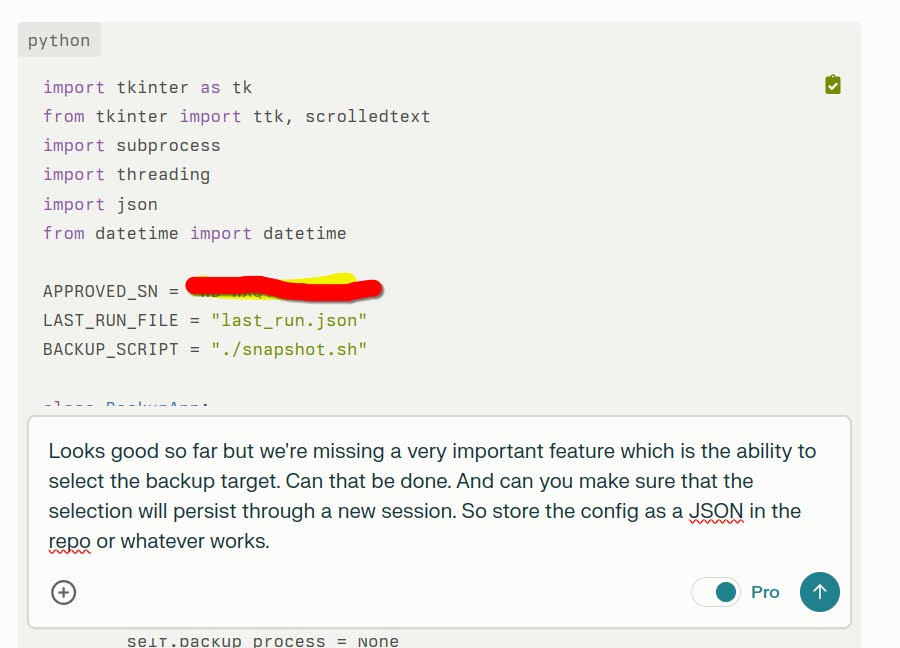 python
import tkinter as tk
from tkinter import ttk, scrolledtext
import subprocess
import threading
import json
from datetime import datetime
APPROVED_SN =
LAST_RUN_FILE = "last_run.json"
BACKUP_SCRIPT = "./snapshot.sh"
class BackupApp:
Looks good so far but we're missing a very important feature which is the ability to
select the backup target. Can that be done. And can you make sure that the
selection will persist through a new session. So store the config as a JSON in the
repo or whatever works.
Pro
self.backup_process = None